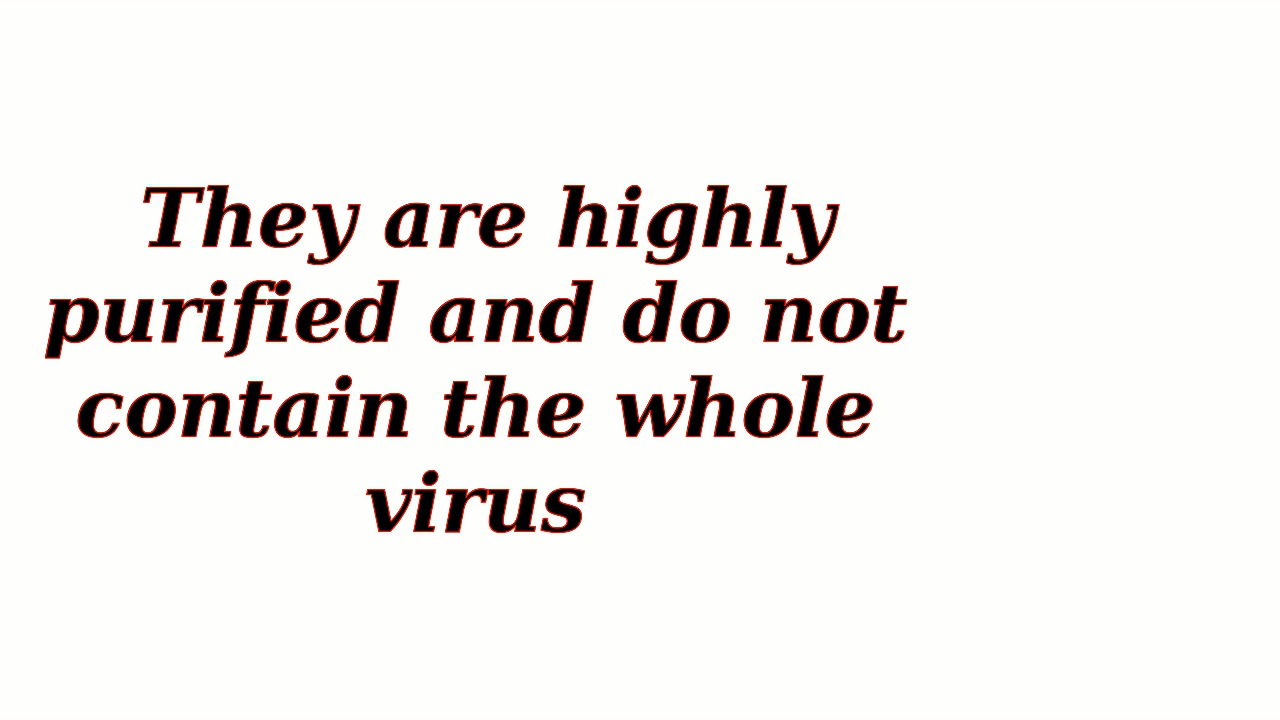 They are highly
purified and do not
contain the whole
virus